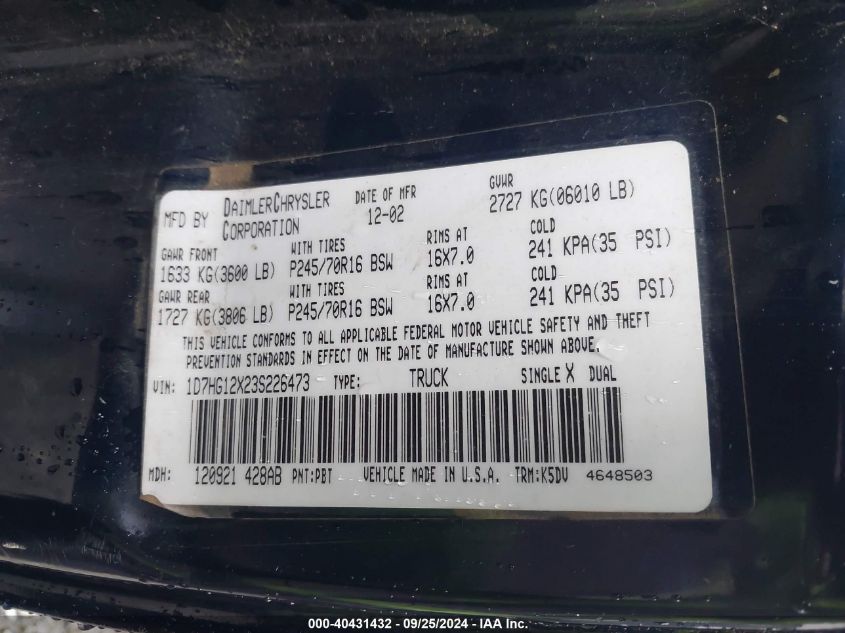 MFD BY DAIMLERCHRYSLER CORPORATION
DATE OF MFR 12-02
GVWR 2727 KG(06010 LB)
GAWR FRONT WITH TIRES RIMS AT COLD
1633 KG(3600 LB) P245/70R16 BSW 16X7.0 241 KPA(35 PSI)
GAWR REAR WITH TIRES RIMS AT COLD
1727 KG(3806 LB) P245/70R16 BSW 16X7.0 241 KPA(35 PSI)
THIS VEHICLE CONFORMS TO ALL APPLICABLE FEDERAL MOTOR VEHICLE SAFETY AND THEFT
PREVENTION STANDARDS IN EFFECT ON THE DATE OF MANUFACTURE SHOWN ABOVE.
VIN: 1D7HG12X23S226473 TYPE: TRUCK SINGLE X DUAL
MDH: 120921 428AB PNT:PBT VEHICLE MADE IN U.S.A. TRM:K5DV 4648503
000-40431432 - 09/25/2024 - IAA Inc.